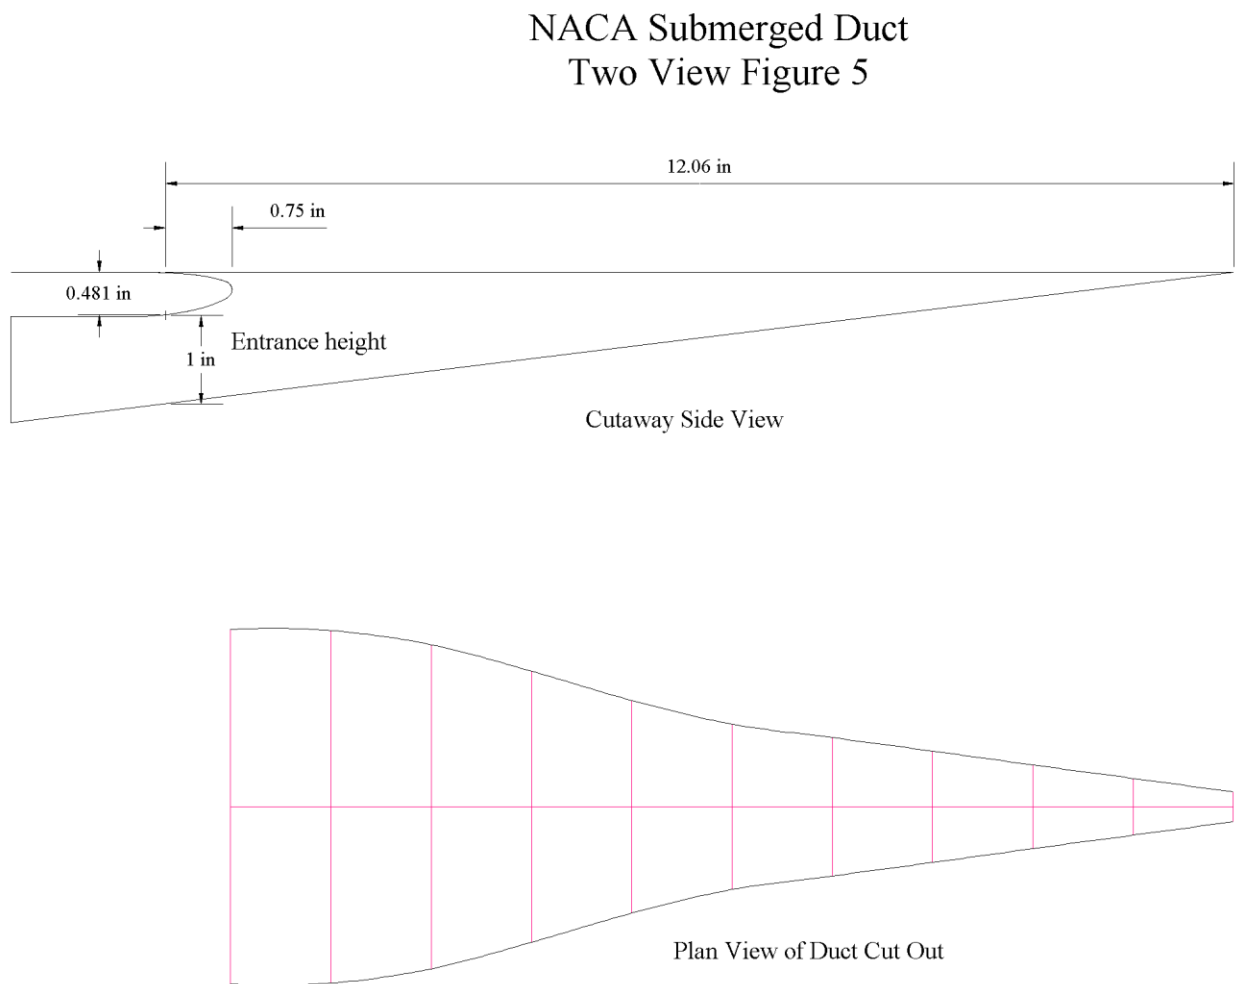 NACA Submerged Duct
Two View Figure 5
12.06 in
0.75 in
0.481 in
Entrance height
1 in
Cutaway Side View
Plan View of Duct Cut Out